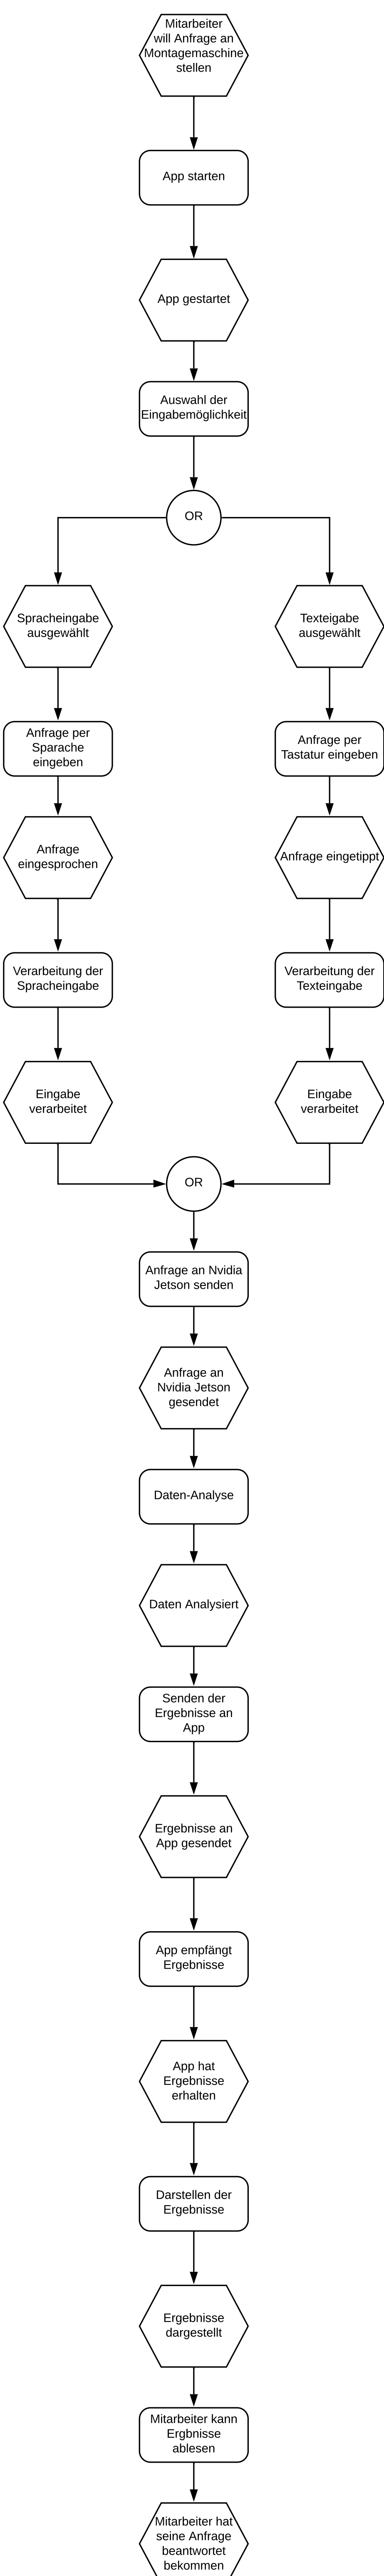 Mitarbeiter
will Anfrage an
Montagemaschine
stellen
App starten
App gestartet
Auswahl der
Eingabemöglichkeit
OR
Spracheingabe
ausgewählt
Texteigabe
ausgewählt
Anfrage per
Sparache
eingeben
Anfrage per
Tastatur eingeben
Anfrage
eingesprochen
Anfrage eingetippt
Verarbeitung der
Spracheingabe
Verarbeitung der
Texteingabe
Eingabe
verarbeitet
Eingabe
verarbeitet
OR
Anfrage an Nvidia
Jetson senden
Anfrage an
Nvidia Jetson
gesendet
Daten-Analyse
Daten Analysiert
Senden der
Ergebnisse an
App
Ergebnisse an
App gesendet
App empfängt
Ergebnisse
App hat
Ergebnisse
erhalten
Darstellen der
Ergebnisse
Ergebnisse
dargestellt
Mitarbeiter kann
Ergbnisse
ablesen
Mitarbeiter hat
seine Anfrage
beantwortet
bekommen